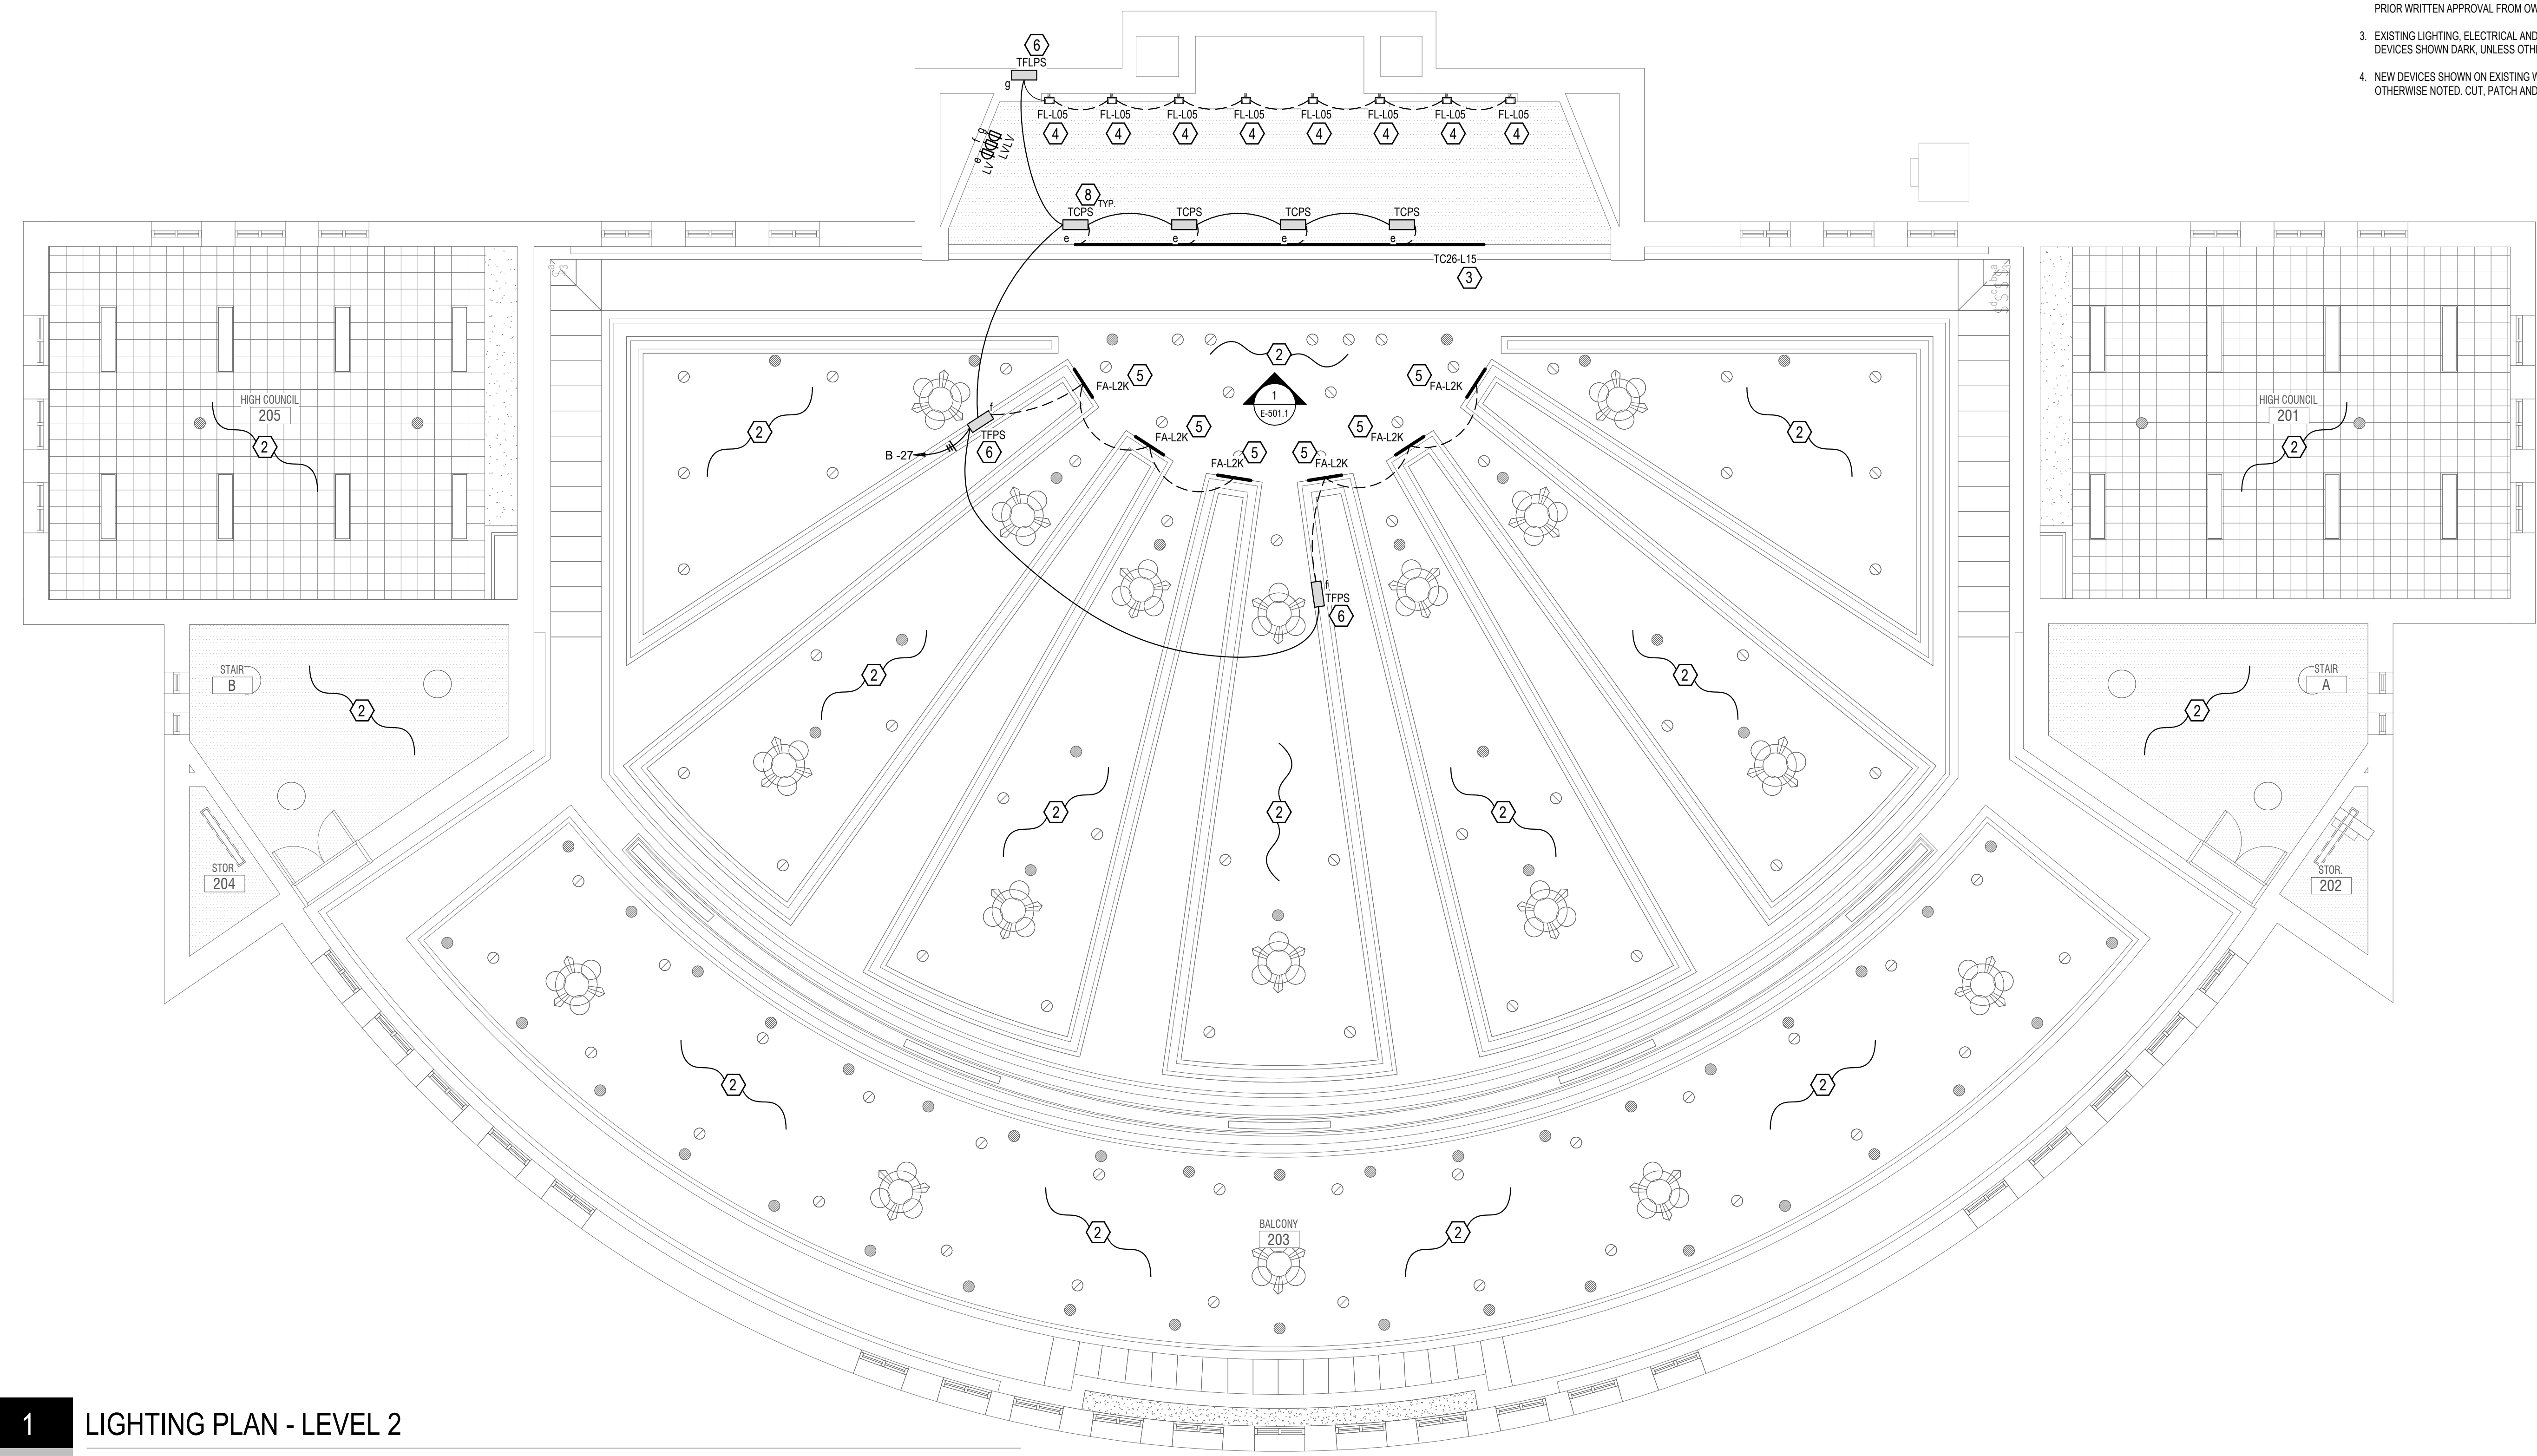 PRIOR WRITTEN APPROVAL FROM OW
3. EXISTING LIGHTING, ELECTRICAL AND
DEVICES SHOWN DARK, UNLESS OTH
4. NEW DEVICES SHOWN ON EXISTING W
OTHERWISE NOTED. CUT, PATCH AND
6
TFLPS
g
FL-L05 FL-L05 FL-L05 FL-L05 FL-L05 FL-L05 FL-L05 FL-L05
4 4 4 4 4 4 4 4
e f g
LV LVLV
8 TYP.
TCPS TCPS TCPS TCPS
e e e e
TC26-L15
3
2
FA-L2K 5
5 FA-L2K
1
E-501.1
HIGH COUNCIL
205
2
HIGH COUNCIL
201
2
2
2
f
TFPS
6
B -27
FA-L2K 5
5 FA-L2K
FA-L2K 5
5 FA-L2K
f
TFPS
6
STAIR
B
2
STAIR
A
2
2
2
2
2
2
STOR.
204
STOR.
202
2
2
2
2
BALCONY
203
1
LIGHTING PLAN - LEVEL 2